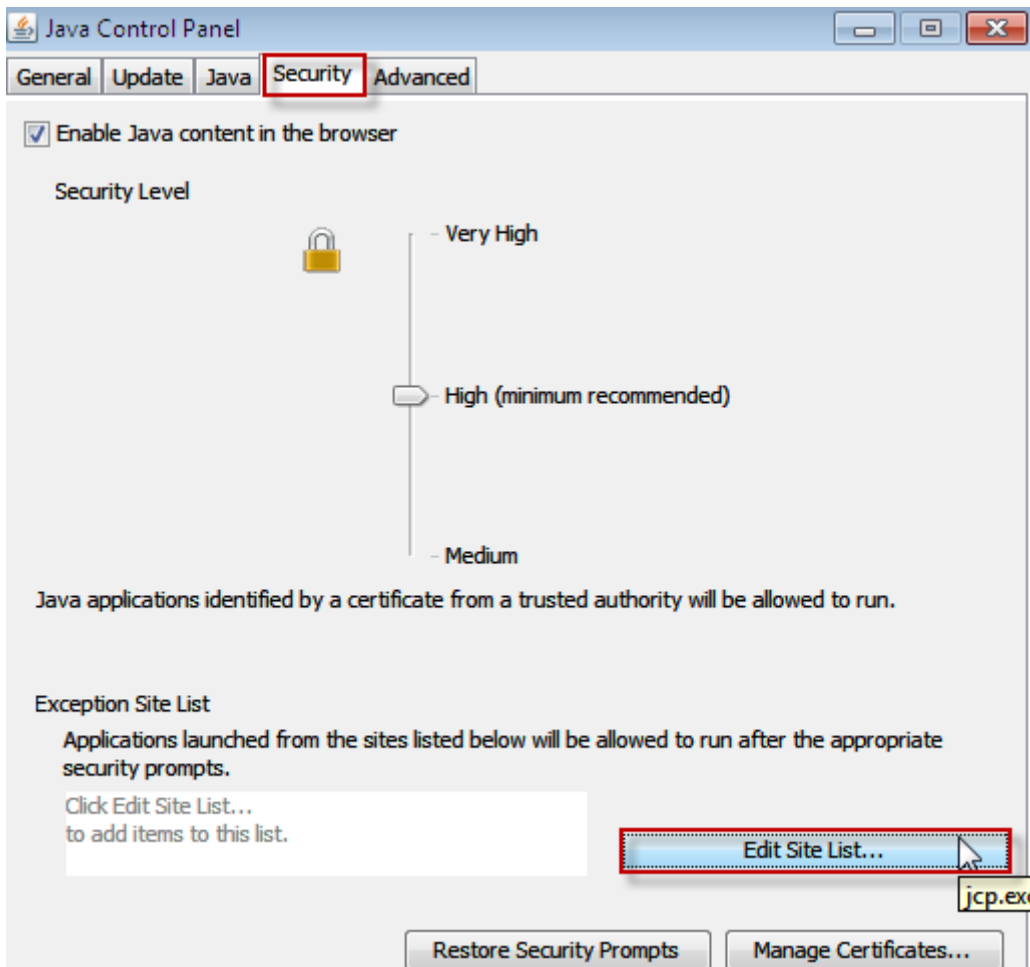 Java Control Panel
General Update Java Security Advanced
Enable Java content in the browser
Security Level
Very High
High (minimum recommended)
Medium
Java applications identified by a certificate from a trusted authority will be allowed to run.
Exception Site List
Applications launched from the sites listed below will be allowed to run after the appropriate
security prompts.
Click Edit Site List...
to add items to this list.
Edit Site List...
jcp.exe
Restore Security Prompts Manage Certificates...